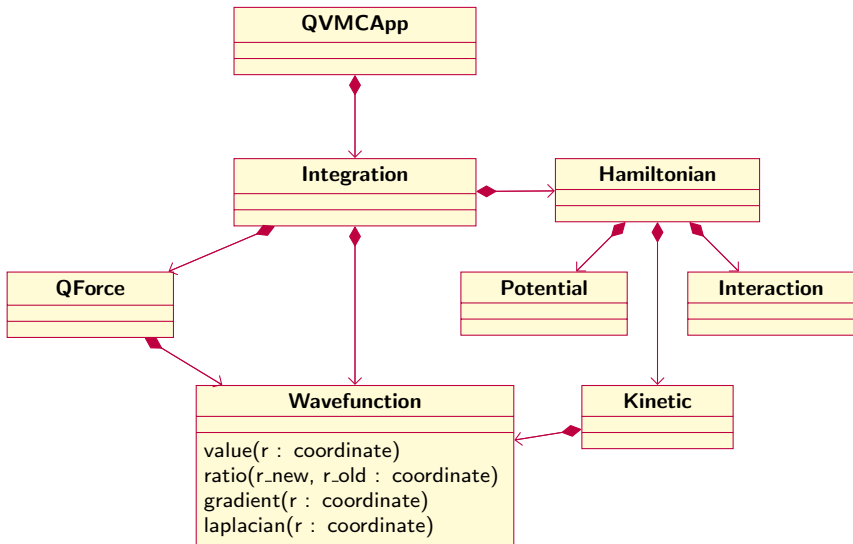 QVMCApp
Integration
Hamiltonian
QForce
Potential
Interaction
Wavefunction
value(r : coordinate)
ratio(r_new, r_old : coordinate)
gradient(r : coordinate)
laplacian(r : coordinate)
Kinetic